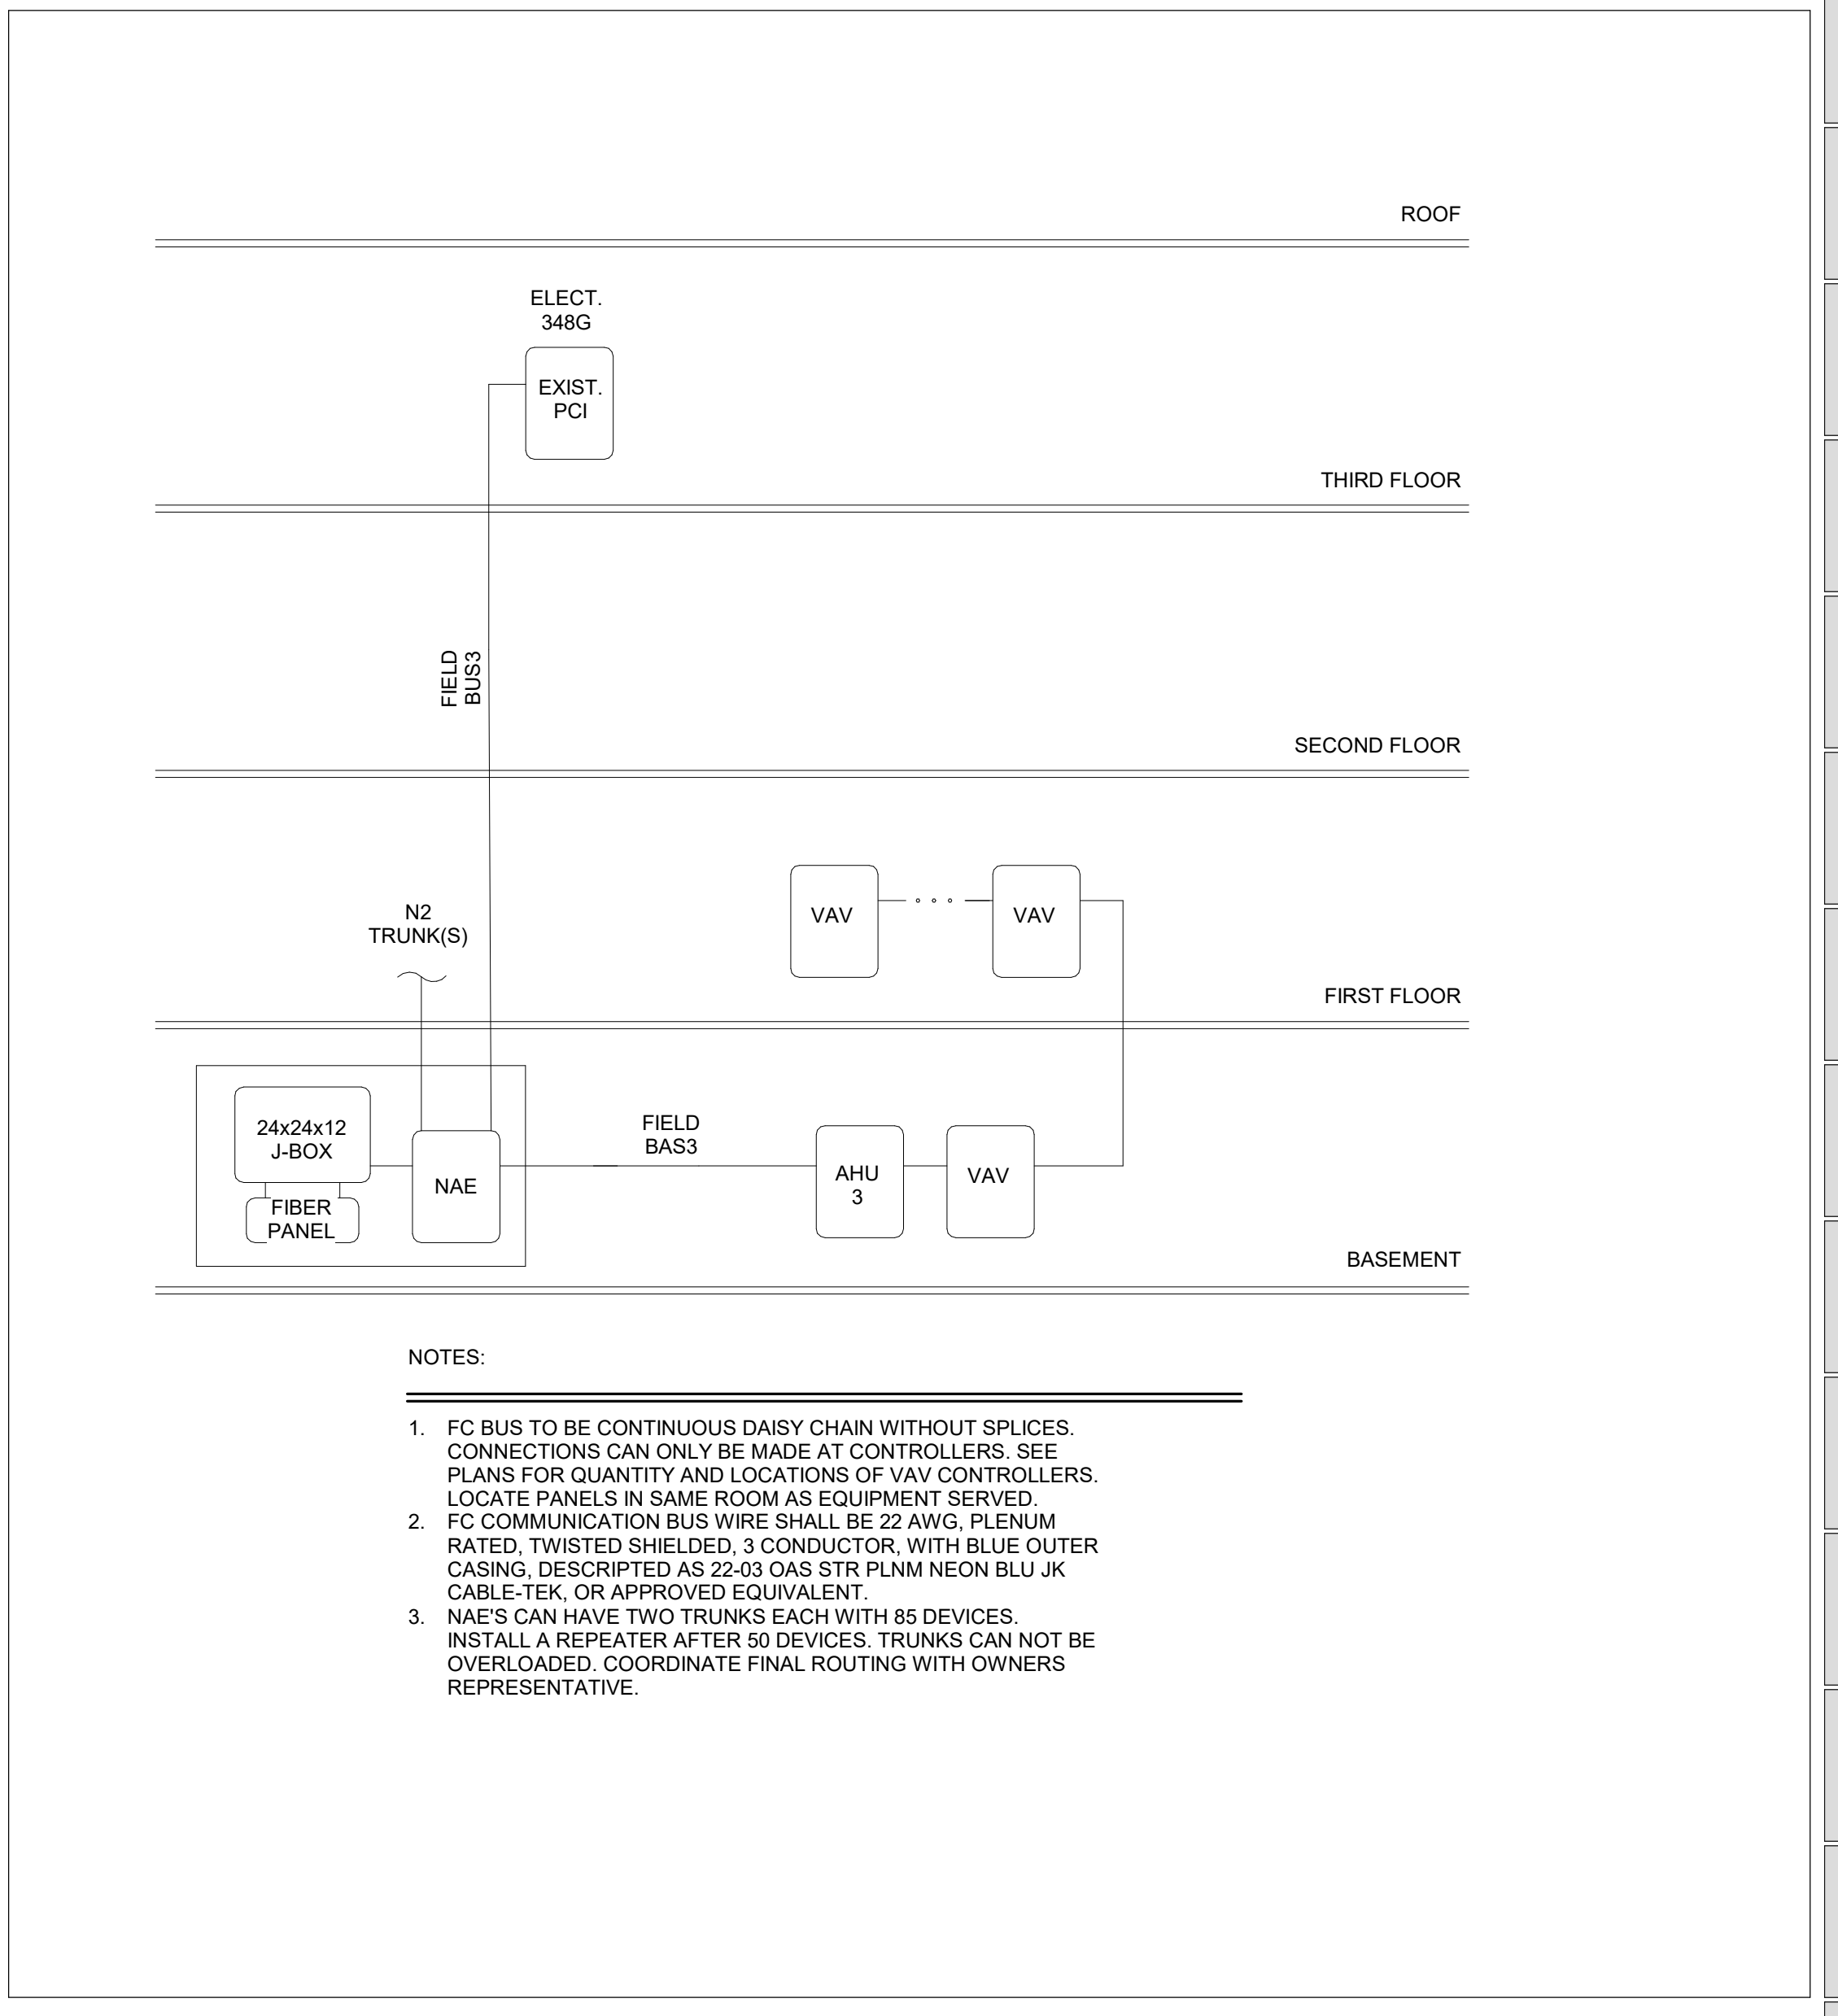 ROOF
ELECT.
348G
EXIST.
PCI
THIRD FLOOR
FIELD
BUS3
SECOND FLOOR
N2
TRUNK(S)
VAV
VAV
FIRST FLOOR
24x24x12
J-BOX
FIBER
PANEL
NAE
FIELD
BAS3
AHU
3
VAV
BASEMENT
NOTES:
1. FC BUS TO BE CONTINUOUS DAISY CHAIN WITHOUT SPLICES.
CONNECTIONS CAN ONLY BE MADE AT CONTROLLERS. SEE
PLANS FOR QUANTITY AND LOCATIONS OF VAV CONTROLLERS.
LOCATE PANELS IN SAME ROOM AS EQUIPMENT SERVED.
2. FC COMMUNICATION BUS WIRE SHALL BE 22 AWG, PLENUM
RATED, TWISTED SHIELDED, 3 CONDUCTOR, WITH BLUE OUTER
CASING, DESCRIPTED AS 22-03 OAS STR PLNM NEON BLU JK
CABLE-TEK, OR APPROVED EQUIVALENT.
3. NAE'S CAN HAVE TWO TRUNKS EACH WITH 85 DEVICES.
INSTALL A REPEATER AFTER 50 DEVICES. TRUNKS CAN NOT BE
OVERLOADED. COORDINATE FINAL ROUTING WITH OWNERS
REPRESENTATIVE.